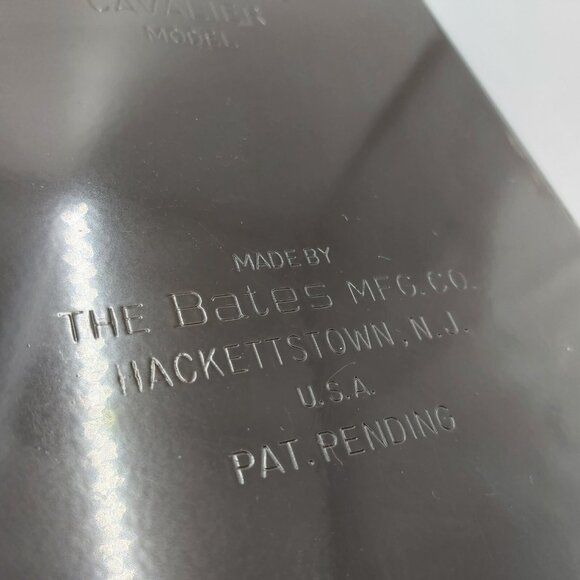 CAVALIER
MODEL
MADE BY
THE Bates MFG. CO.
HACKETTSTOWN, N.J.
U.S.A.
PAT. PENDING